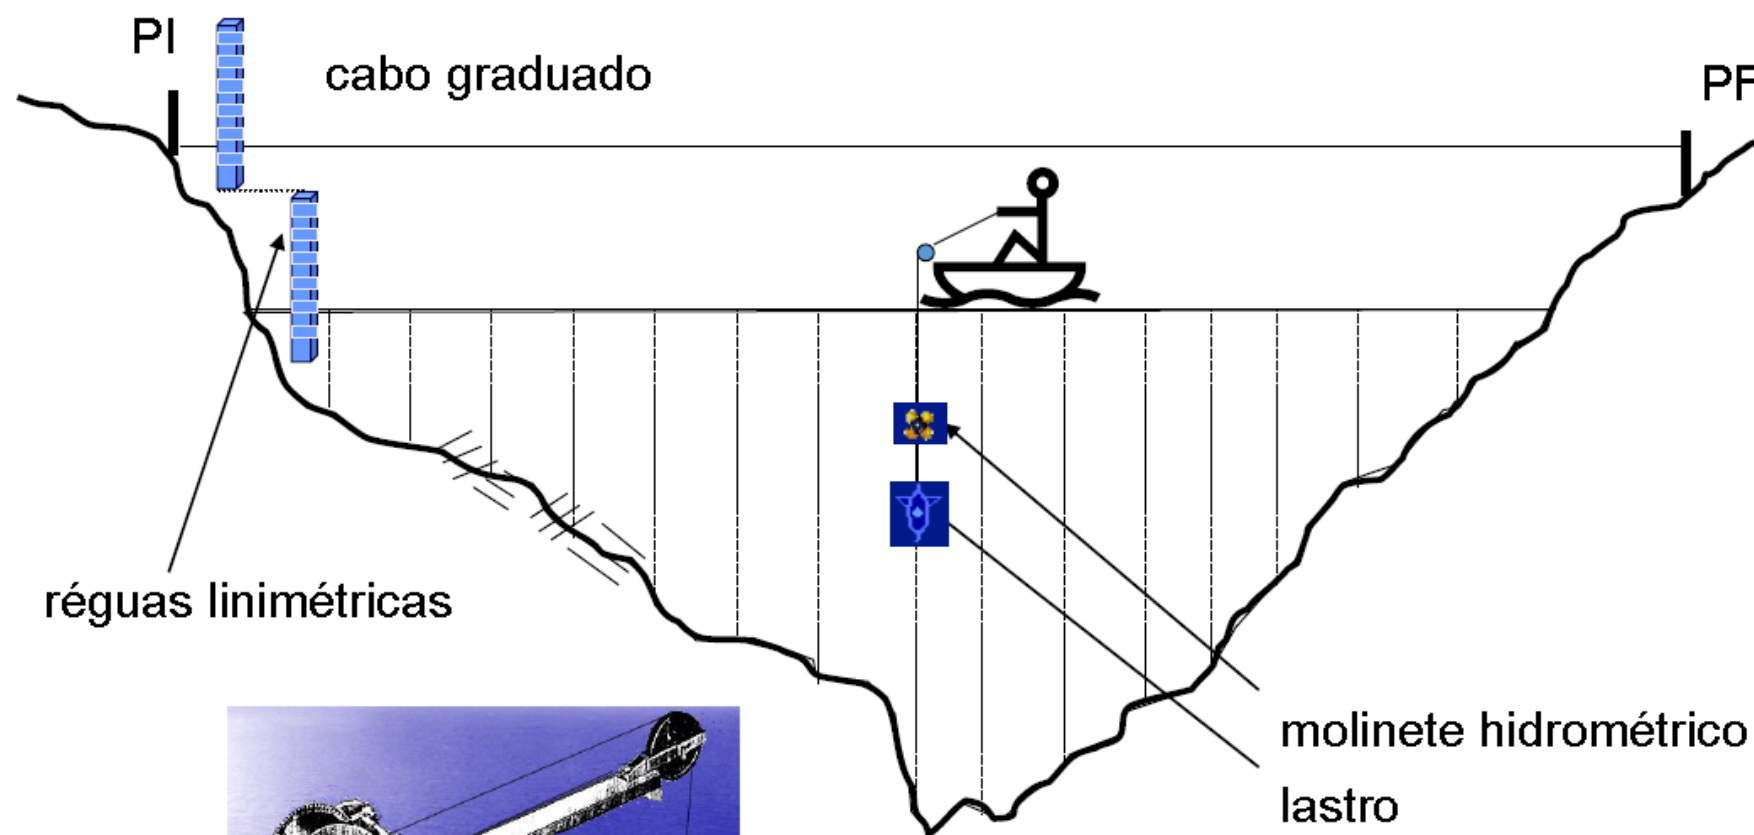 PI
cabo graduado
PF
réguas linimétricas
molinete hidrométrico
lastro